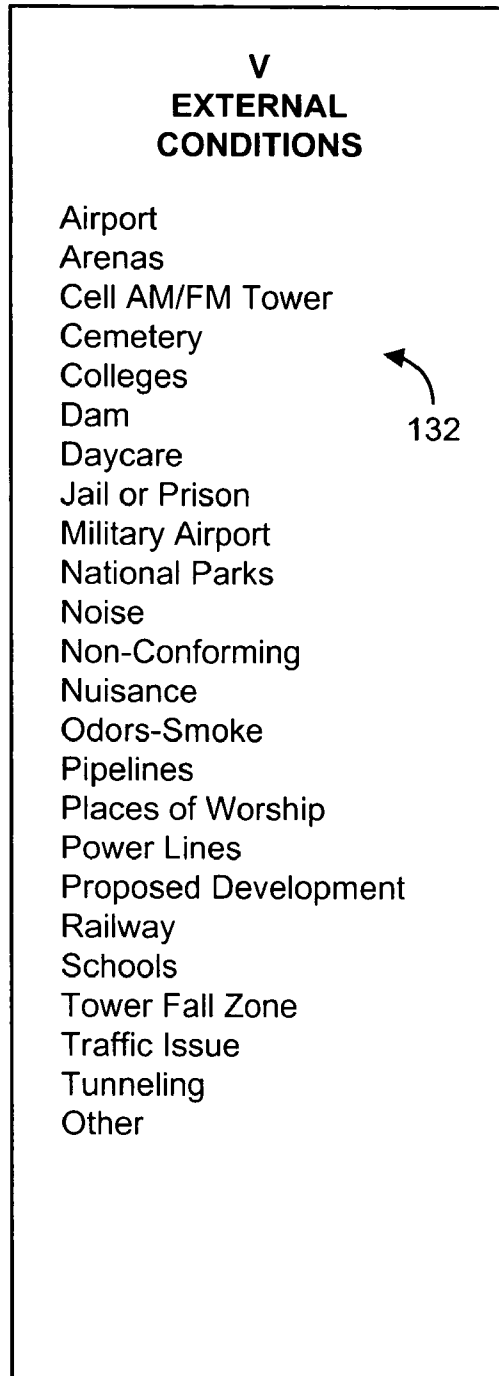 V
EXTERNAL
CONDITIONS
Airport
Arenas
Cell AM/FM Tower
Cemetery
Colleges
Dam
132
Daycare
Jail or Prison
Military Airport
National Parks
Noise
Non-Conforming
Nuisance
Odors-Smoke
Pipelines
Places of Worship
Power Lines
Proposed Development
Railway
Schools
Tower Fall Zone
Traffic Issue
Tunneling
Other